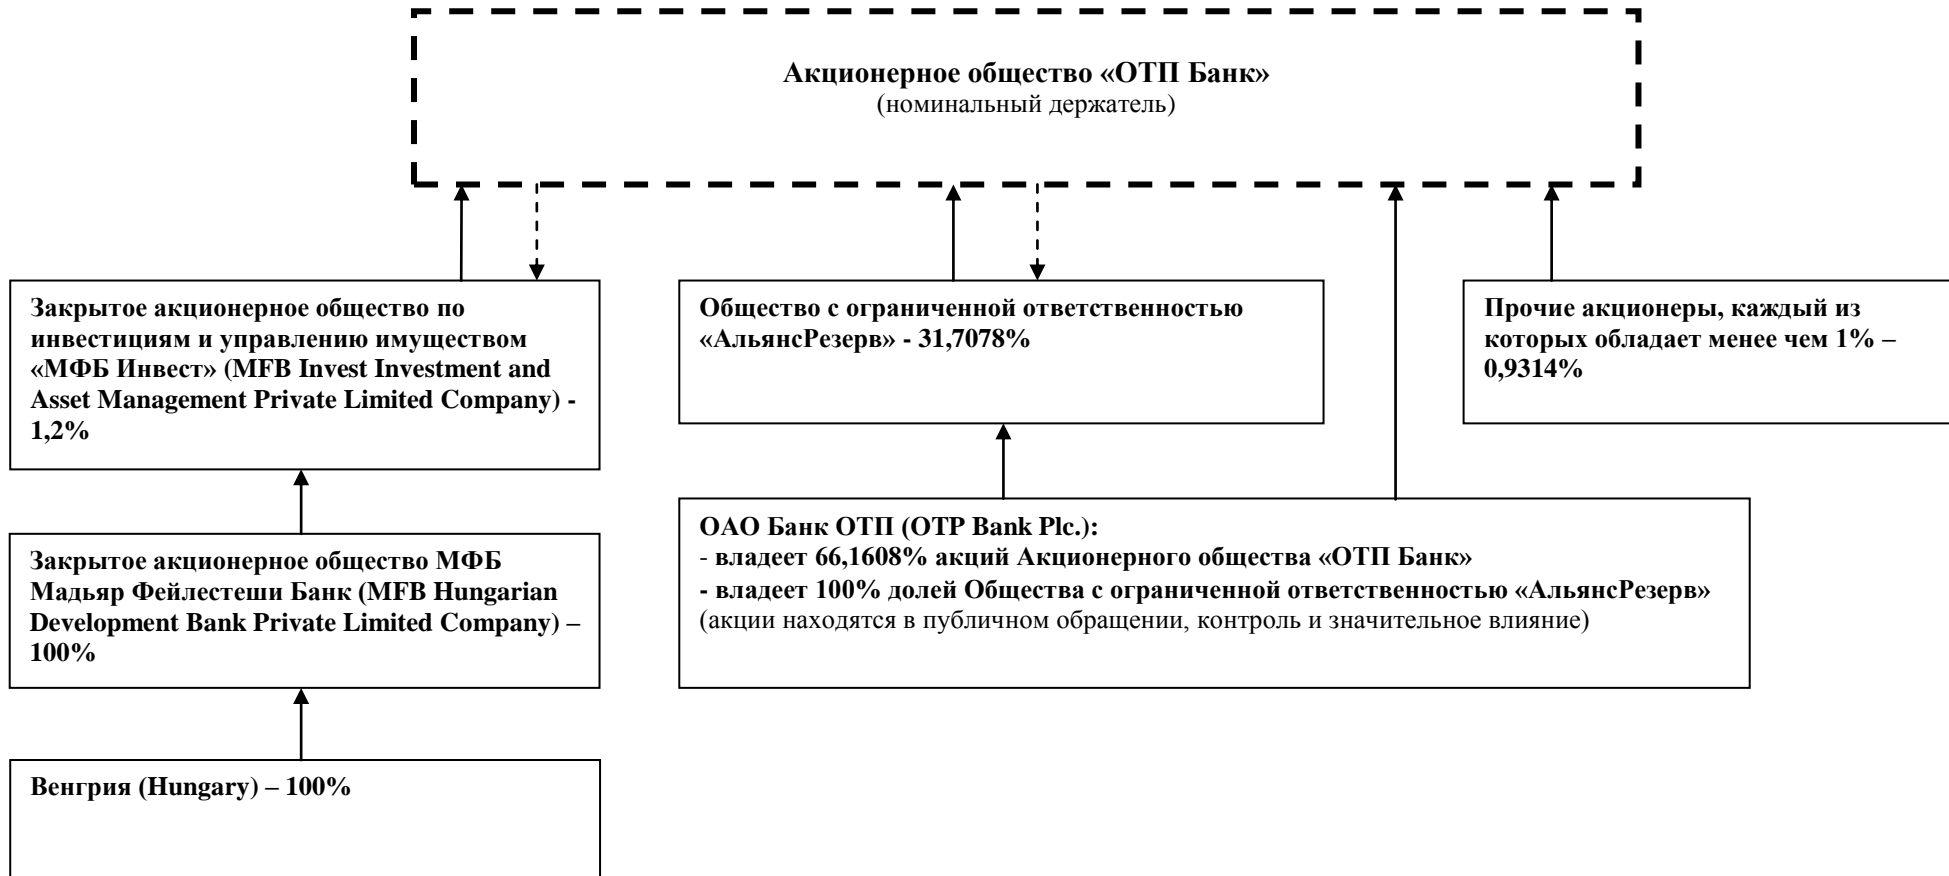 Акционерное общество «ОТП Банк»
(номинальный держатель)
Закрытое акционерное общество по
инвестициям и управлению имуществом
«МФБ Инвест» (MFB Invest Investment and
Asset Management Private Limited Company) -
1,2%
Общество с ограниченной ответственностью
«АльянсРезерв» - 31,7078%
Прочие акционеры, каждый из
которых обладает менее чем 1% –
0,9314%
Закрытое акционерное общество МФБ
Мадьяр Фейлестеши Банк (MFB Hungarian
Development Bank Private Limited Company) –
100%
ОАО Банк ОТП (OTP Bank Plc.):
- владеет 66,1608% акций Акционерного общества «ОТП Банк»
- владеет 100% долей Общества с ограниченной ответственностью «АльянсРезерв»
(акции находятся в публичном обращении, контроль и значительное влияние)
Венгрия (Hungary) – 100%